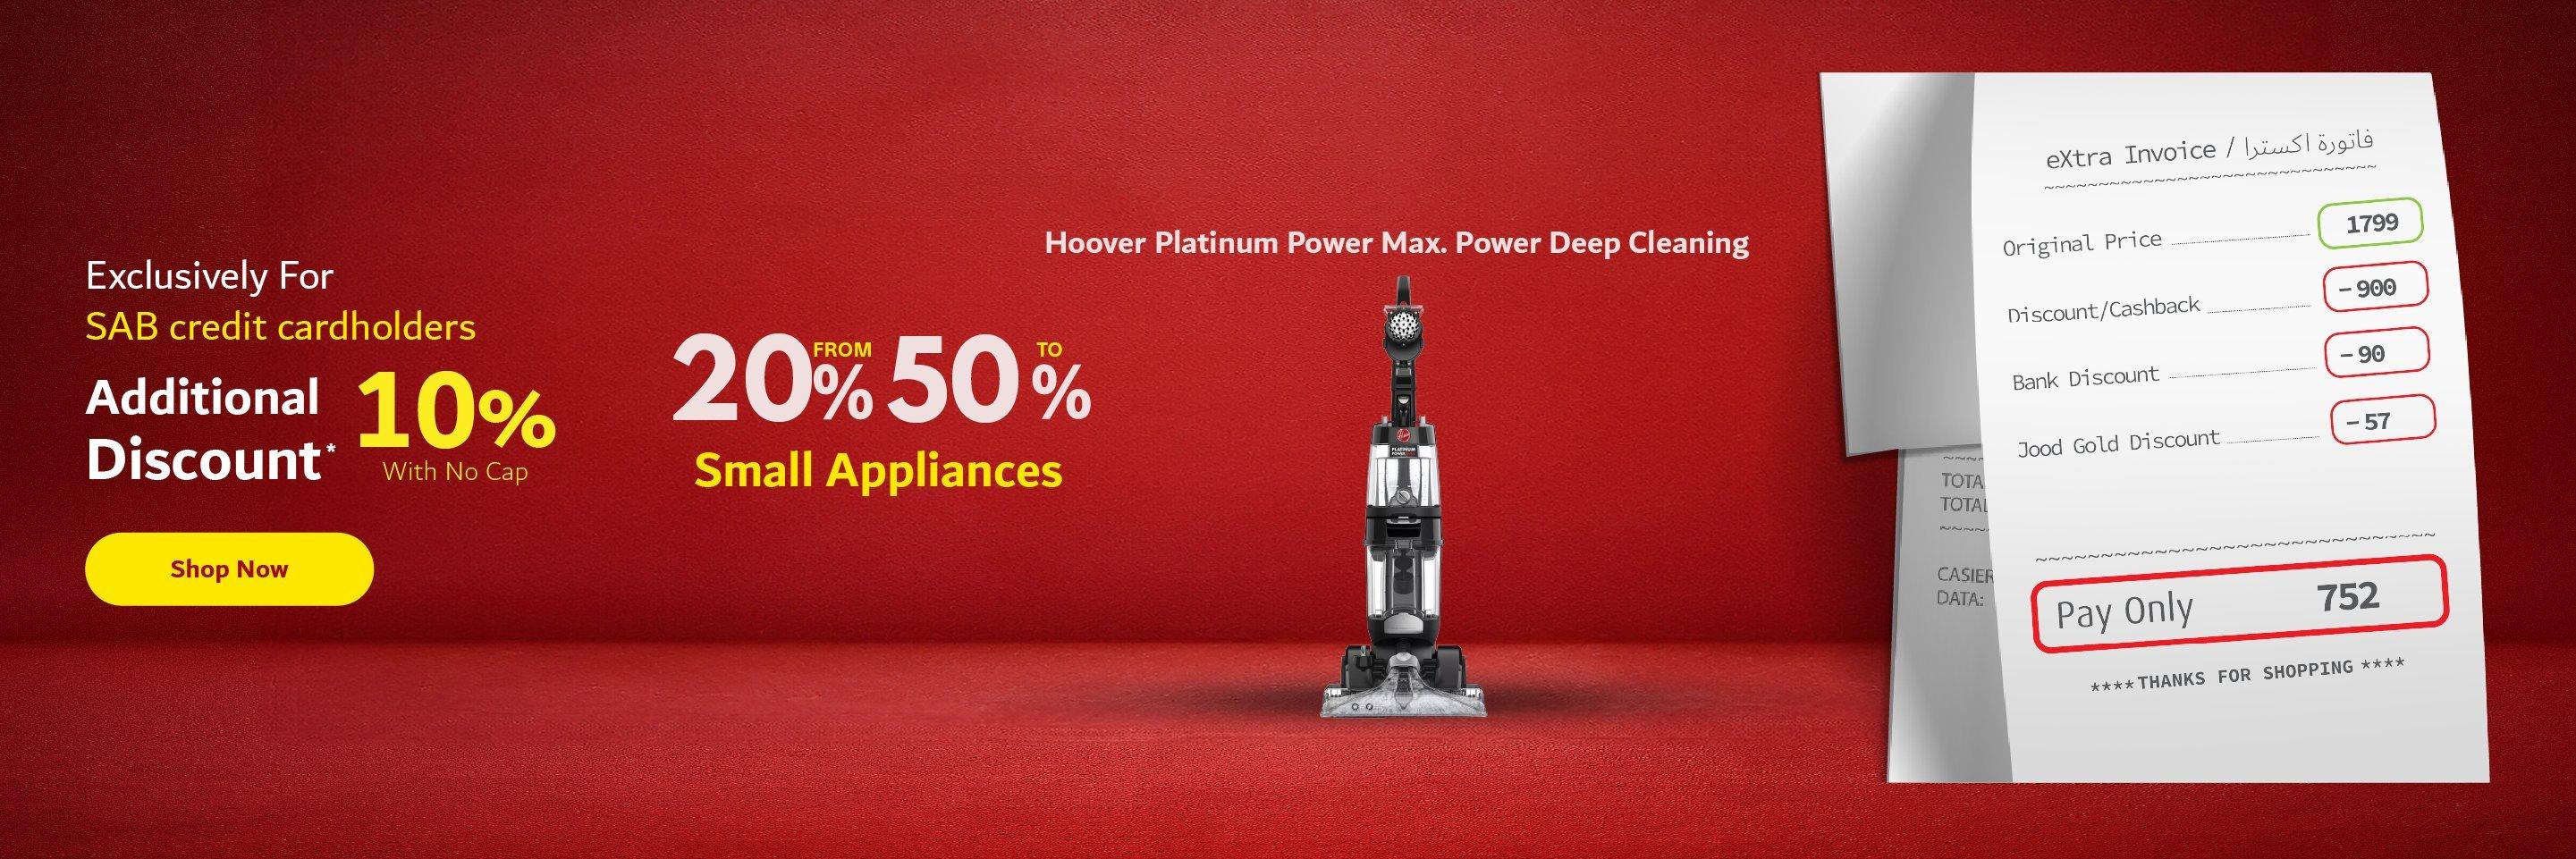 Exclusively For
SAB credit cardholders
Additional
Discount*
10%
With No Cap
Shop Now
FROM TO
20% 50%
Small Appliances
Hoover Platinum Power Max. Power Deep Cleaning
PLATINUM
POWER
eXtra Invoice / فاتورة اكسترا
~~~~~~~~~~~~~~~~~~~~~~~~~~~~~~
Original Price 1799
Discount/Cashback -900
Bank Discount -90
Jood Gold Discount -57
~~~~~~~~~~~~~~~~~~~~~~~~~~~~~~
Pay Only 752
****THANKS FOR SHOPPING****
TOTA
TOTAL
CASIER
DATA: